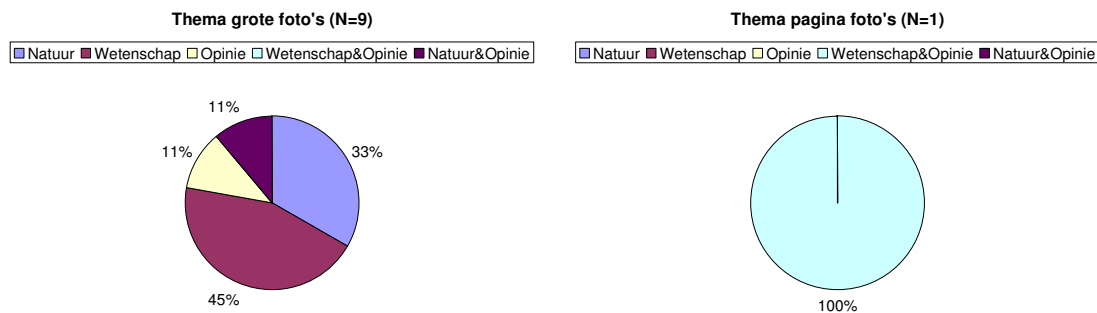 Thema grote foto's (N=9)
Natuur Wetenschap Opinie Wetenschap&Opinie Natuur&Opinie
11%
11%
33%
45%
Thema pagina foto's (N=1)
Natuur Wetenschap Opinie Wetenschap&Opinie Natuur&Opinie
100%